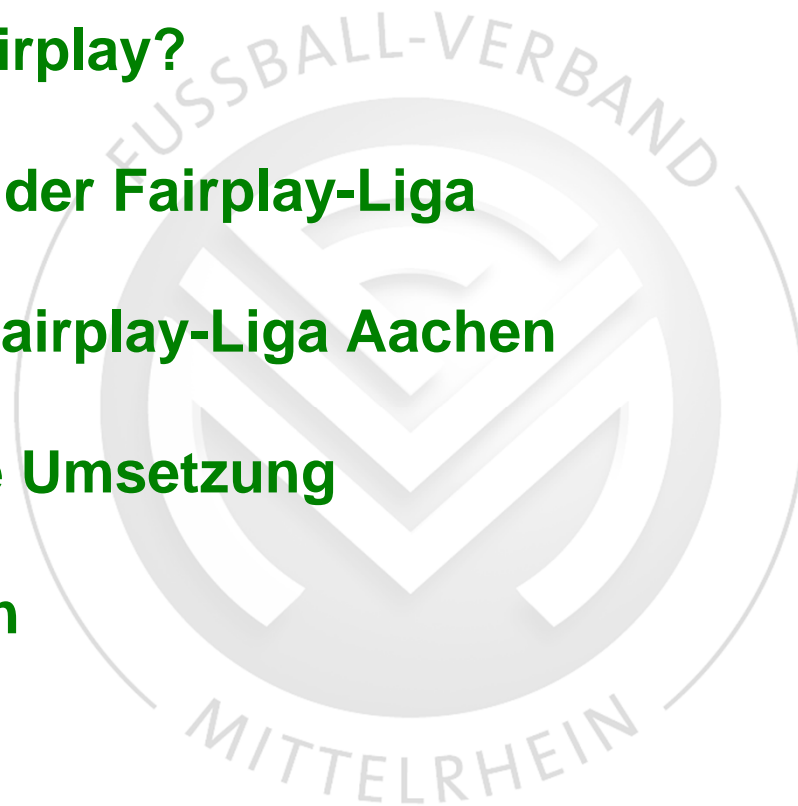 irplay?
FUSSBALL-VERBAND
der Fairplay-Liga
airplay-Liga Aachen
e Umsetzung
n
MITTELRHEIN